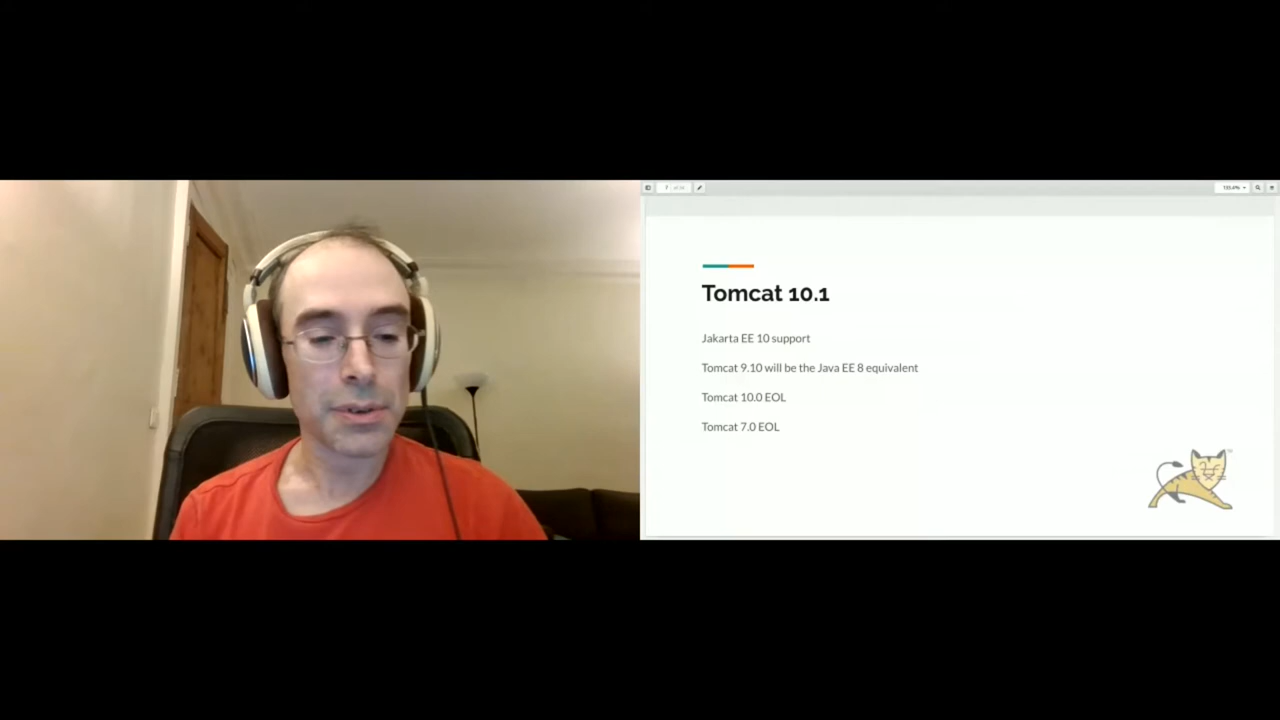 Tomcat 10.1
Jakarta EE 10 support
Tomcat 9.10 will be the Java EE 8 equivalent
Tomcat 10.0 EOL
Tomcat 7.0 EOL